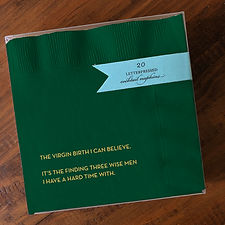 20
LETTERPRESSED
cocktail napkins
THE VIRGIN BIRTH I CAN BELIEVE.
IT'S THE FINDING THREE WISE MEN
I HAVE A HARD TIME WITH.